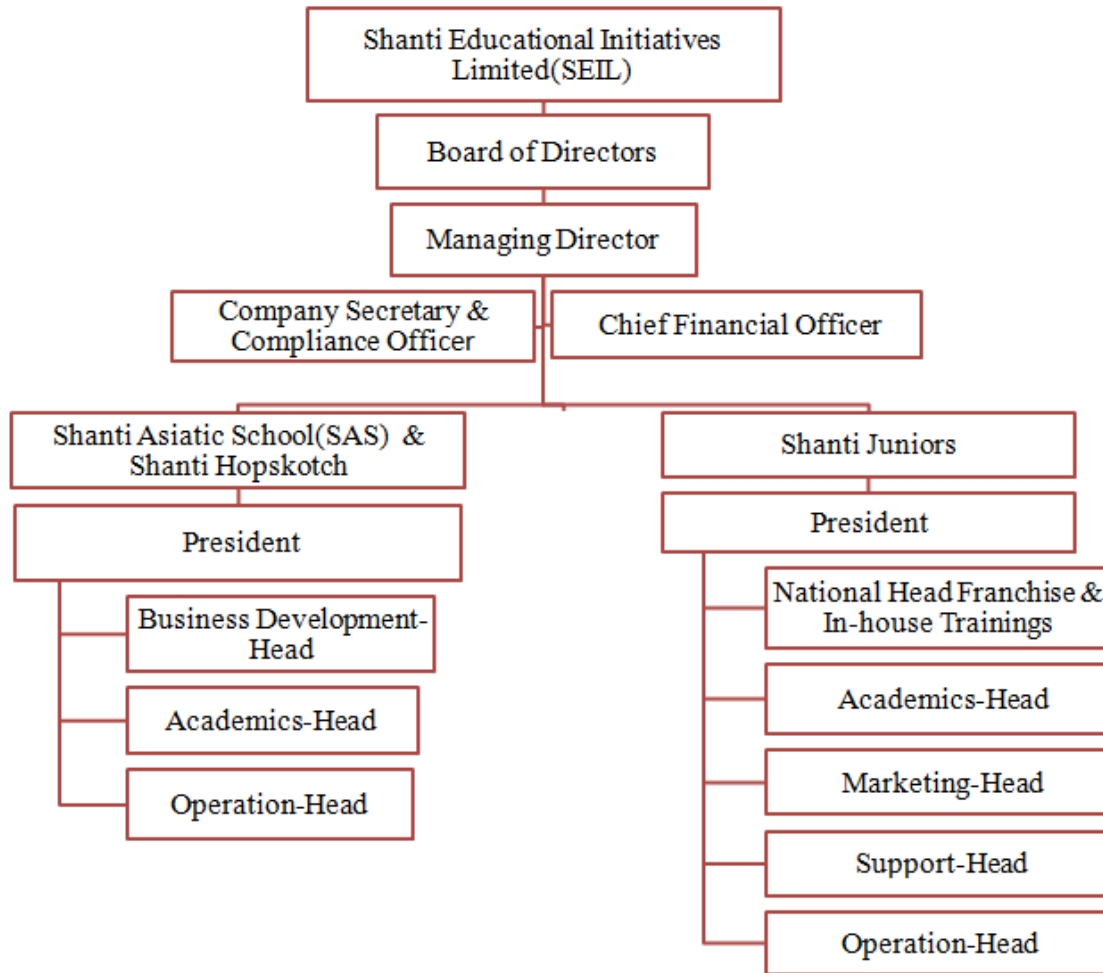 Shanti Educational Initiatives
Limited(SEIL)
Board of Directors
Managing Director
Company Secretary &
Compliance Officer
Chief Financial Officer
Shanti Asiatic School(SAS) &
Shanti Hopskotch
President
Business Development-
Head
Academics-Head
Operation-Head
Shanti Juniors
President
National Head Franchise &
In-house Trainings
Academics-Head
Marketing-Head
Support-Head
Operation-Head